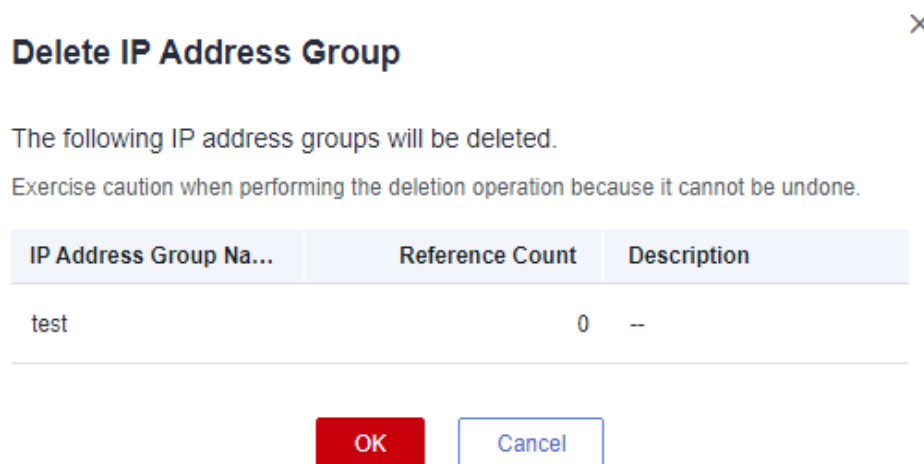 Delete IP Address Group
The following IP address groups will be deleted.
Exercise caution when performing the deletion operation because it cannot be undone.
IP Address Group Na... Reference Count Description
test 0 --
OK Cancel